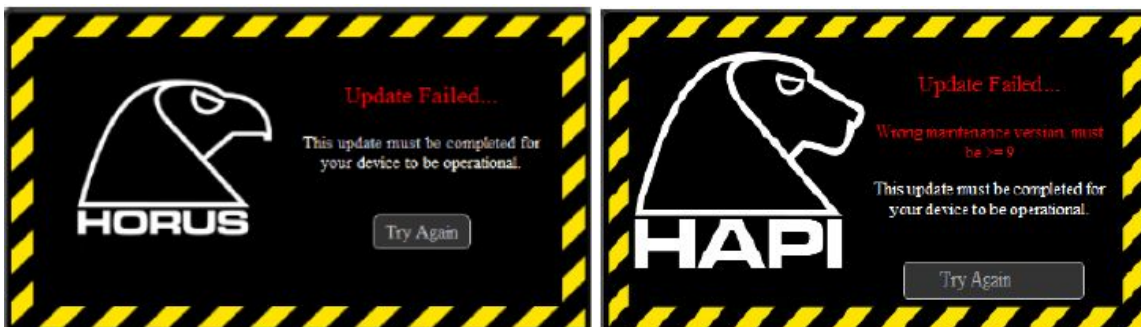 Update Failed...
This update must be completed for
your device to be operational.
HORUS
Try Again
Update Failed...
Wrong maintenance version, must
be >= 9
This update must be completed for
your device to be operational.
HAPI
Try Again